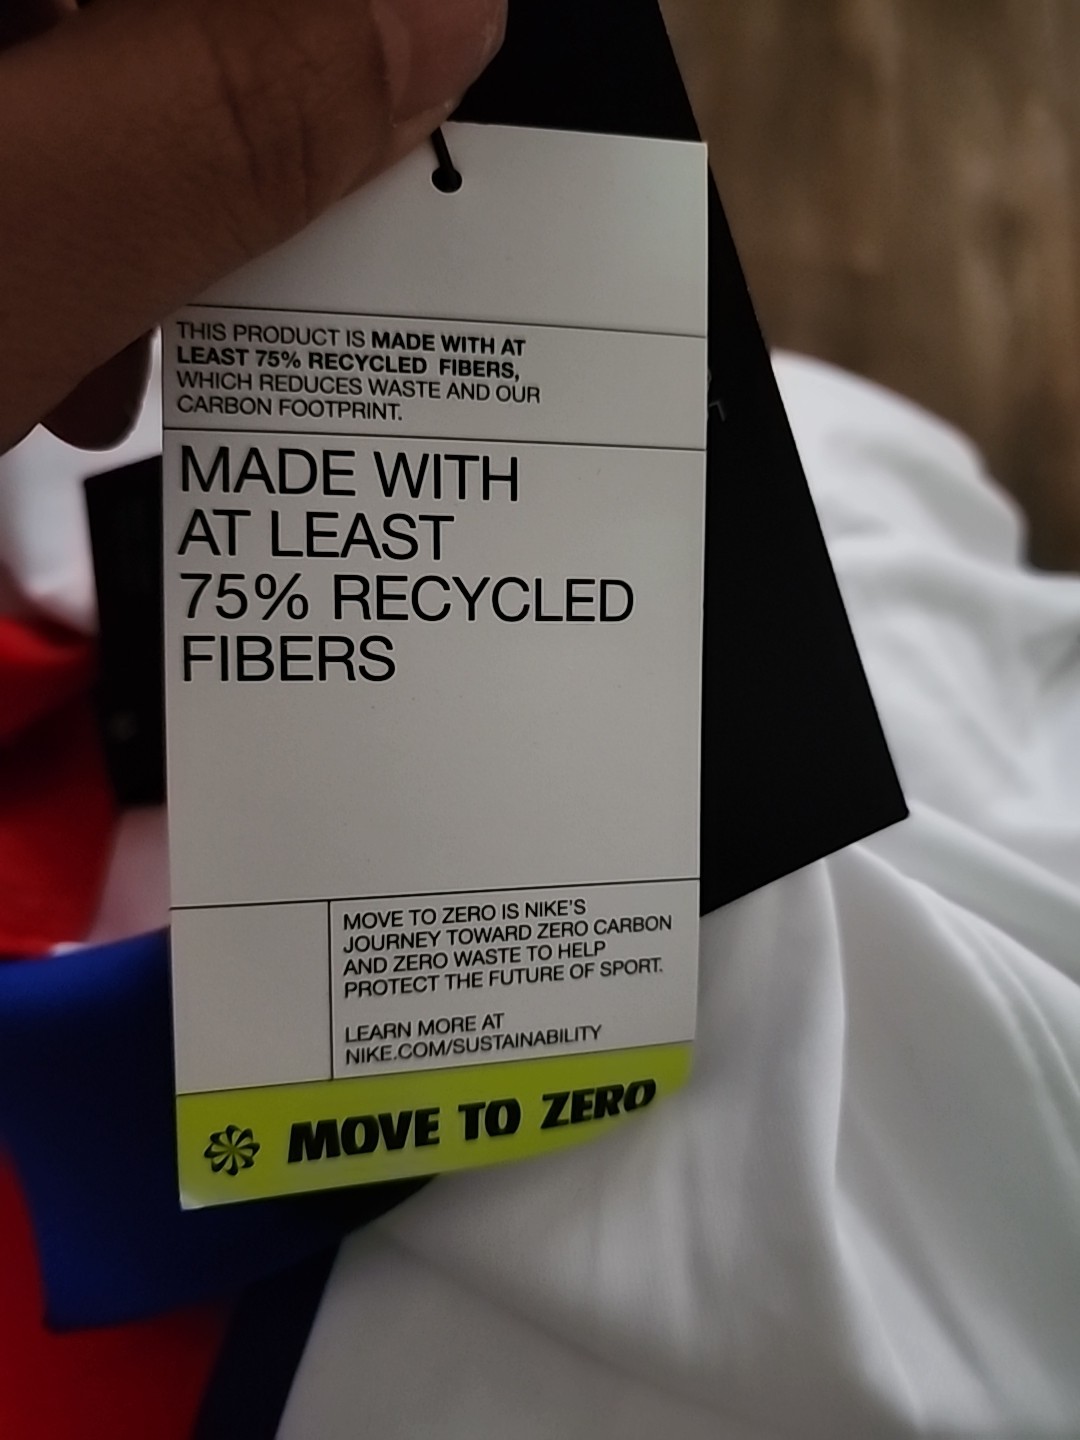 THIS PRODUCT IS MADE WITH AT
LEAST 75% RECYCLED FIBERS,
WHICH REDUCES WASTE AND OUR
CARBON FOOTPRINT.
MADE WITH
AT LEAST
75% RECYCLED
FIBERS
MOVE TO ZERO IS NIKE'S
JOURNEY TOWARD ZERO CARBON
AND ZERO WASTE TO HELP
PROTECT THE FUTURE OF SPORT.
LEARN MORE AT
NIKE.COM/SUSTAINABILITY
MOVE TO ZERO